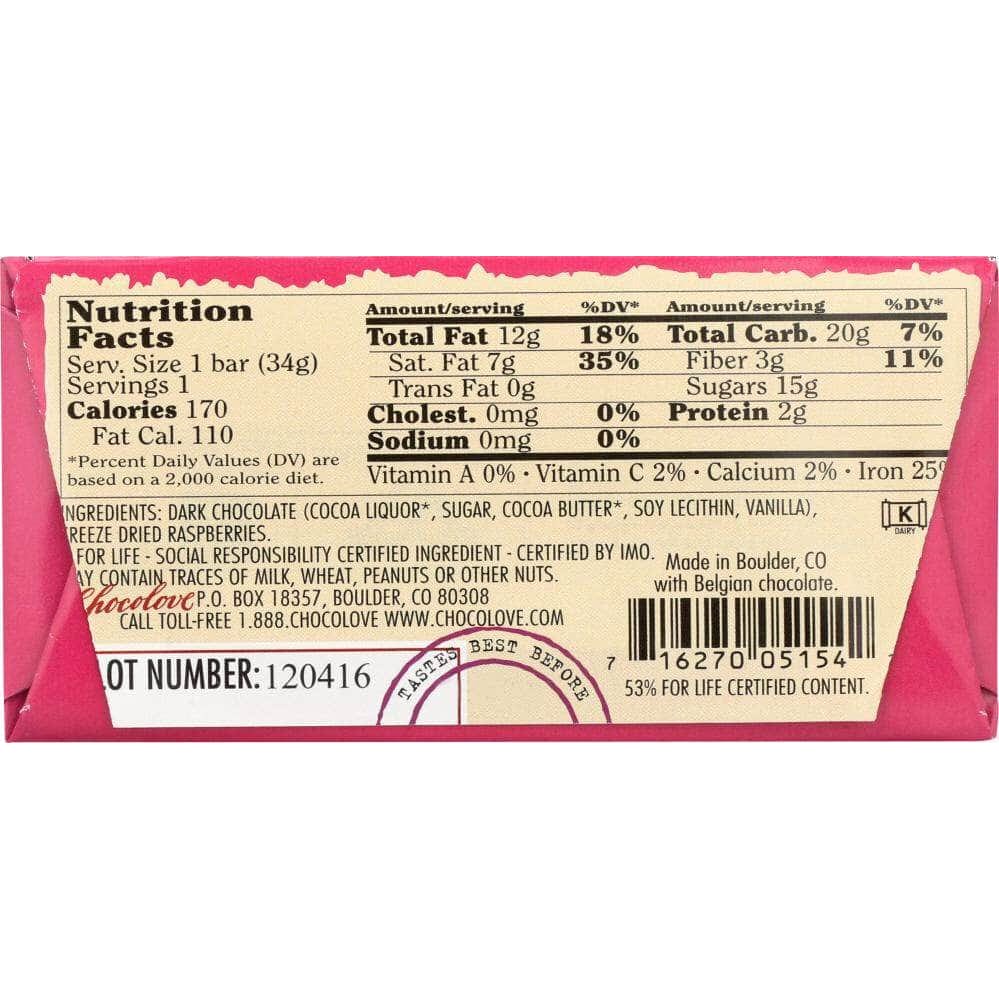 Nutrition
Facts
Serv. Size 1 bar (34g)
Servings 1
Calories 170
Fat Cal. 110
*Percent Daily Values (DV) are
based on a 2,000 calorie diet.
Amount/serving %DV* Amount/serving %DV*
Total Fat 12g 18% Total Carb. 20g 7%
Sat. Fat 7g 35% Fiber 3g 11%
Trans Fat 0g Sugars 15g
Cholest. 0mg 0% Protein 2g
Sodium 0mg 0%
Vitamin A 0% · Vitamin C 2% · Calcium 2% · Iron 25%
NGREDIENTS: DARK CHOCOLATE (COCOA LIQUOR*, SUGAR, COCOA BUTTER*, SOY LECITHIN, VANILLA),
REEZE DRIED RASPBERRIES.
FOR LIFE - SOCIAL RESPONSIBILITY CERTIFIED INGREDIENT - CERTIFIED BY IMO.
AY CONTAIN TRACES OF MILK, WHEAT, PEANUTS OR OTHER NUTS.
Chocolove P.O. BOX 18357, BOULDER, CO 80308
CALL TOLL-FREE 1.888.CHOCOLOVE WWW.CHOCOLOVE.COM
K
DAIRY
Made in Boulder, CO
with Belgian chocolate.
7 16270 05154
53% FOR LIFE CERTIFIED CONTENT.
LOT NUMBER: 120416
TASTES BEST BEFORE